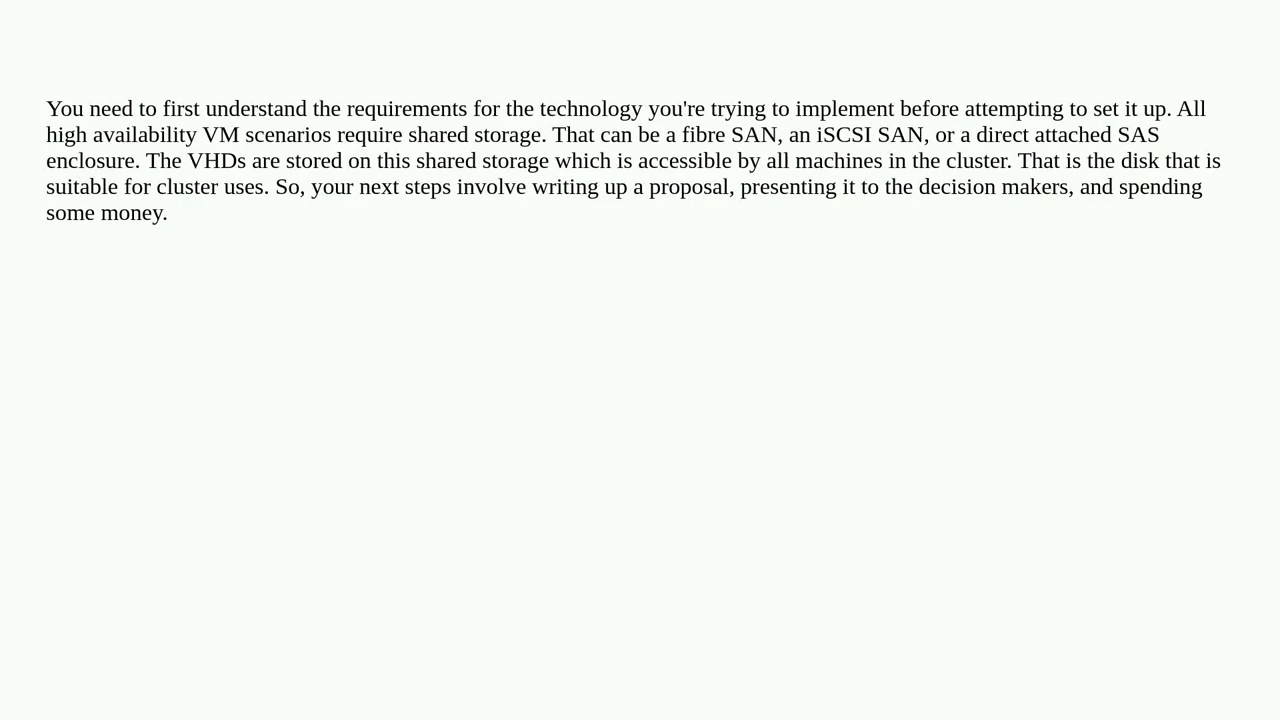 You need to first understand the requirements for the technology you're trying to implement before attempting to set it up. All
high availability VM scenarios require shared storage. That can be a fibre SAN, an iSCSI SAN, or a direct attached SAS
enclosure. The VHDs are stored on this shared storage which is accessible by all machines in the cluster. That is the disk that is
suitable for cluster uses. So, your next steps involve writing up a proposal, presenting it to the decision makers, and spending
some money.